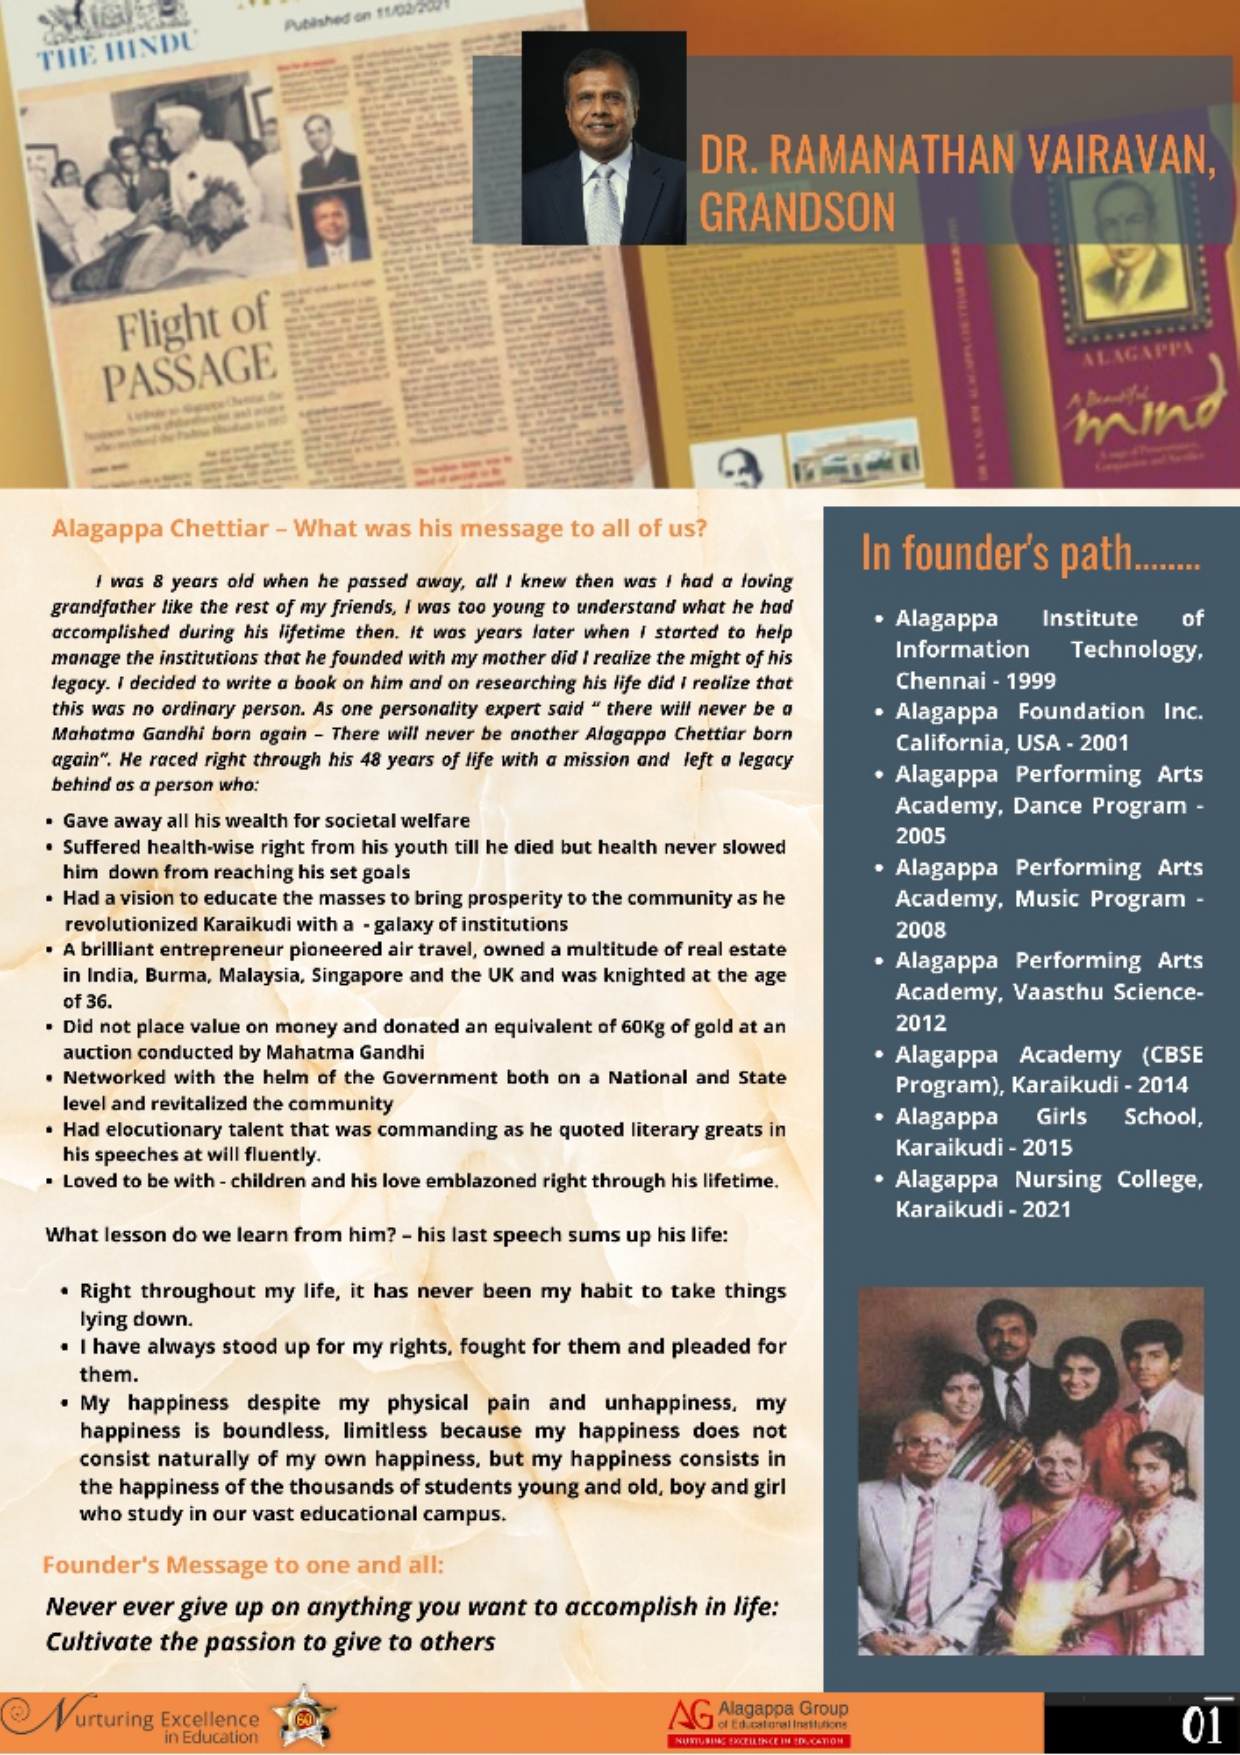 THE HINDU
Published on 11/02/2021
Flight of
PASSAGE
DR. RAMANATHAN VAIRAVAN,
GRANDSON
ALAGAPPA
A Beautiful
mind
Alagappa Chettiar – What was his message to all of us?
I was 8 years old when he passed away, all I knew then was I had a loving
grandfather like the rest of my friends, I was too young to understand what he had
accomplished during his lifetime then. It was years later when I started to help
manage the institutions that he founded with my mother did I realize the might of his
legacy. I decided to write a book on him and on researching his life did I realize that
this was no ordinary person. As one personality expert said “ there will never be a
Mahatma Gandhi born again – There will never be another Alagappa Chettiar born
again”. He raced right through his 48 years of life with a mission and left a legacy
behind as a person who:
• Gave away all his wealth for societal welfare
• Suffered health-wise right from his youth till he died but health never slowed
him down from reaching his set goals
• Had a vision to educate the masses to bring prosperity to the community as he
revolutionized Karaikudi with a - galaxy of institutions
• A brilliant entrepreneur pioneered air travel, owned a multitude of real estate
in India, Burma, Malaysia, Singapore and the UK and was knighted at the age
of 36.
• Did not place value on money and donated an equivalent of 60Kg of gold at an
auction conducted by Mahatma Gandhi
• Networked with the helm of the Government both on a National and State
level and revitalized the community
• Had elocutionary talent that was commanding as he quoted literary greats in
his speeches at will fluently.
• Loved to be with - children and his love emblazoned right through his lifetime.
What lesson do we learn from him? – his last speech sums up his life:
• Right throughout my life, it has never been my habit to take things
lying down.
• I have always stood up for my rights, fought for them and pleaded for
them.
• My happiness despite my physical pain and unhappiness, my
happiness is boundless, limitless because my happiness does not
consist naturally of my own happiness, but my happiness consists in
the happiness of the thousands of students young and old, boy and girl
who study in our vast educational campus.
Founder's Message to one and all:
Never ever give up on anything you want to accomplish in life:
Cultivate the passion to give to others
In founder's path........
• Alagappa Institute of
Information Technology,
Chennai - 1999
• Alagappa Foundation Inc.
California, USA - 2001
• Alagappa Performing Arts
Academy, Dance Program -
2005
• Alagappa Performing Arts
Academy, Music Program -
2008
• Alagappa Performing Arts
Academy, Vaasthu Science-
2012
• Alagappa Academy (CBSE
Program), Karaikudi - 2014
• Alagappa Girls School,
Karaikudi - 2015
• Alagappa Nursing College,
Karaikudi - 2021
Nurturing Excellence
in Education
60
AG Alagappa Group
of Educational Institutions
NURTURING EXCELLENCE IN EDUCATION
01